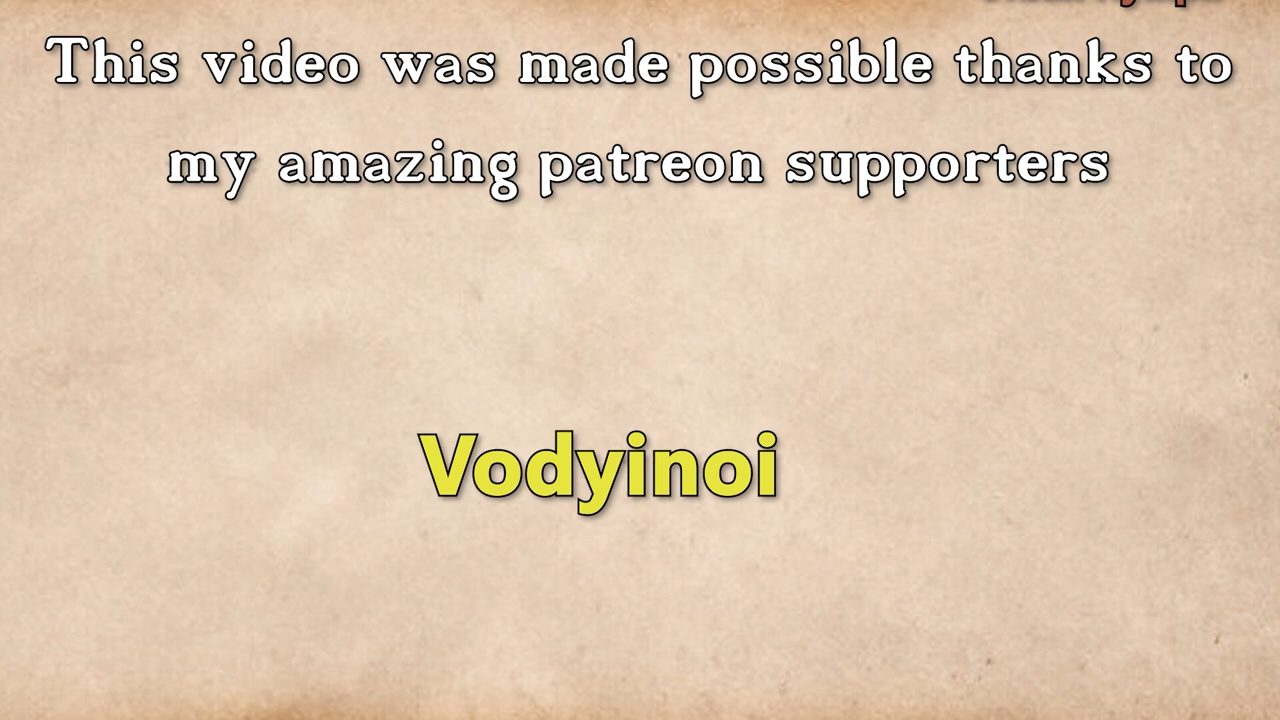 This video was made possible thanks to
my amazing patreon supporters
Vodyinoi